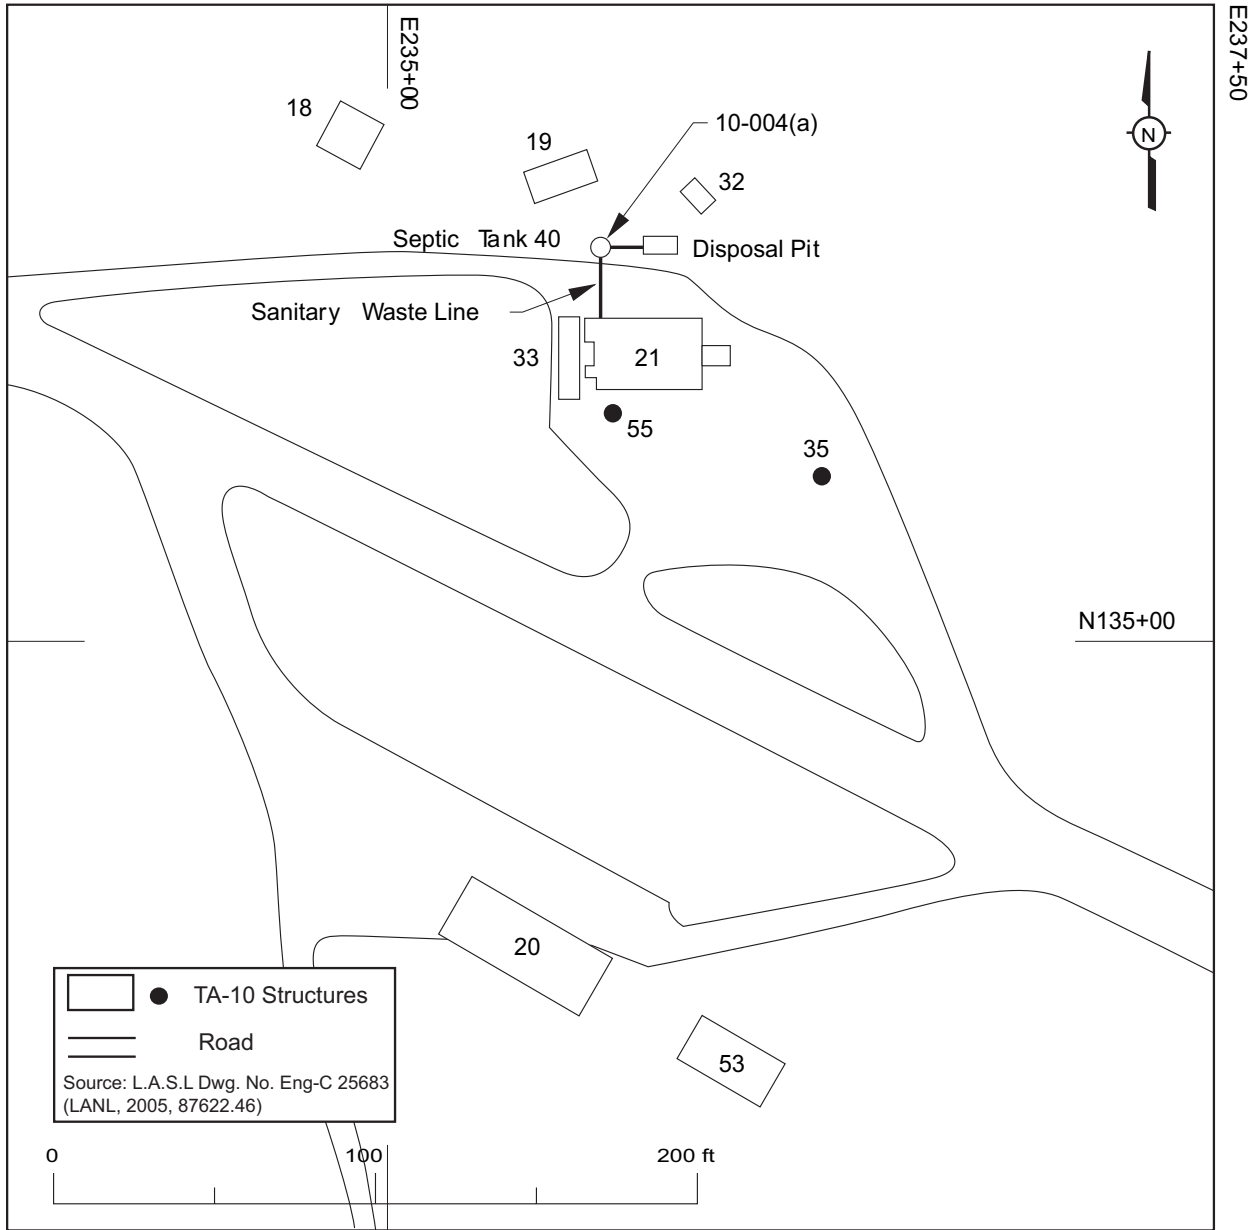 E235+00
E237+50
18
10-004(a)
19
N
32
Septic Tank 40
Disposal Pit
Sanitary Waste Line
33
21
55
35
N135+00
20
53
TA-10 Structures
Road
Source: L.A.S.L Dwg. No. Eng-C 25683
(LANL, 2005, 87622.46)
0 100 200 ft